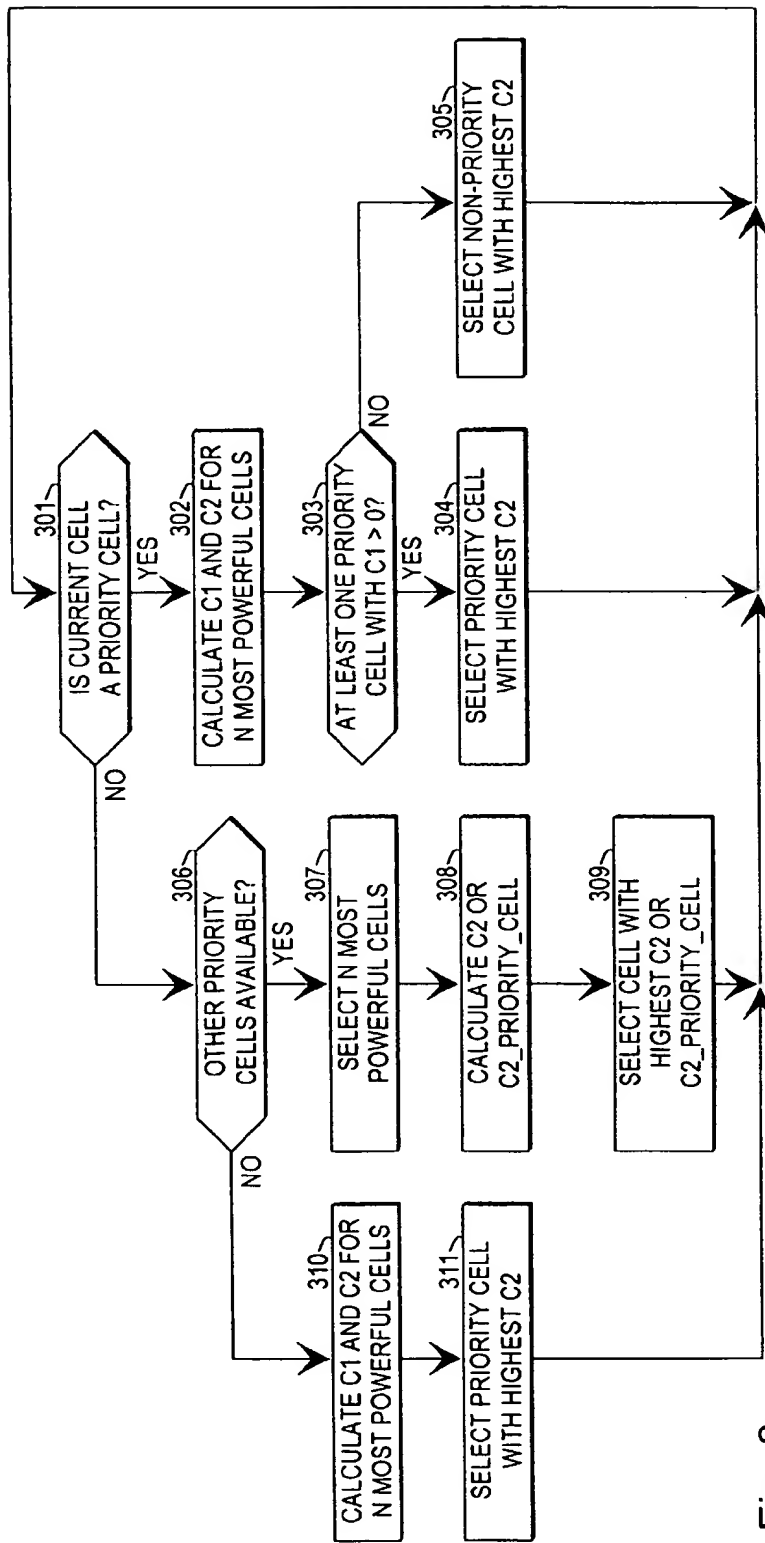 301
IS CURRENT CELL
A PRIORITY CELL?
YES
NO
302
CALCULATE C1 AND C2 FOR
N MOST POWERFUL CELLS
303
AT LEAST ONE PRIORITY
CELL WITH C1 > 0?
YES
NO
304
SELECT PRIORITY CELL
WITH HIGHEST C2
305
SELECT NON-PRIORITY
CELL WITH HIGHEST C2
306
OTHER PRIORITY
CELLS AVAILABLE?
YES
NO
307
SELECT N MOST
POWERFUL CELLS
308
CALCULATE C2 OR
C2_PRIORITY_CELL
309
SELECT CELL WITH
HIGHEST C2 OR
C2_PRIORITY_CELL
310
CALCULATE C1 AND C2 FOR
N MOST POWERFUL CELLS
311
SELECT PRIORITY CELL
WITH HIGHEST C2